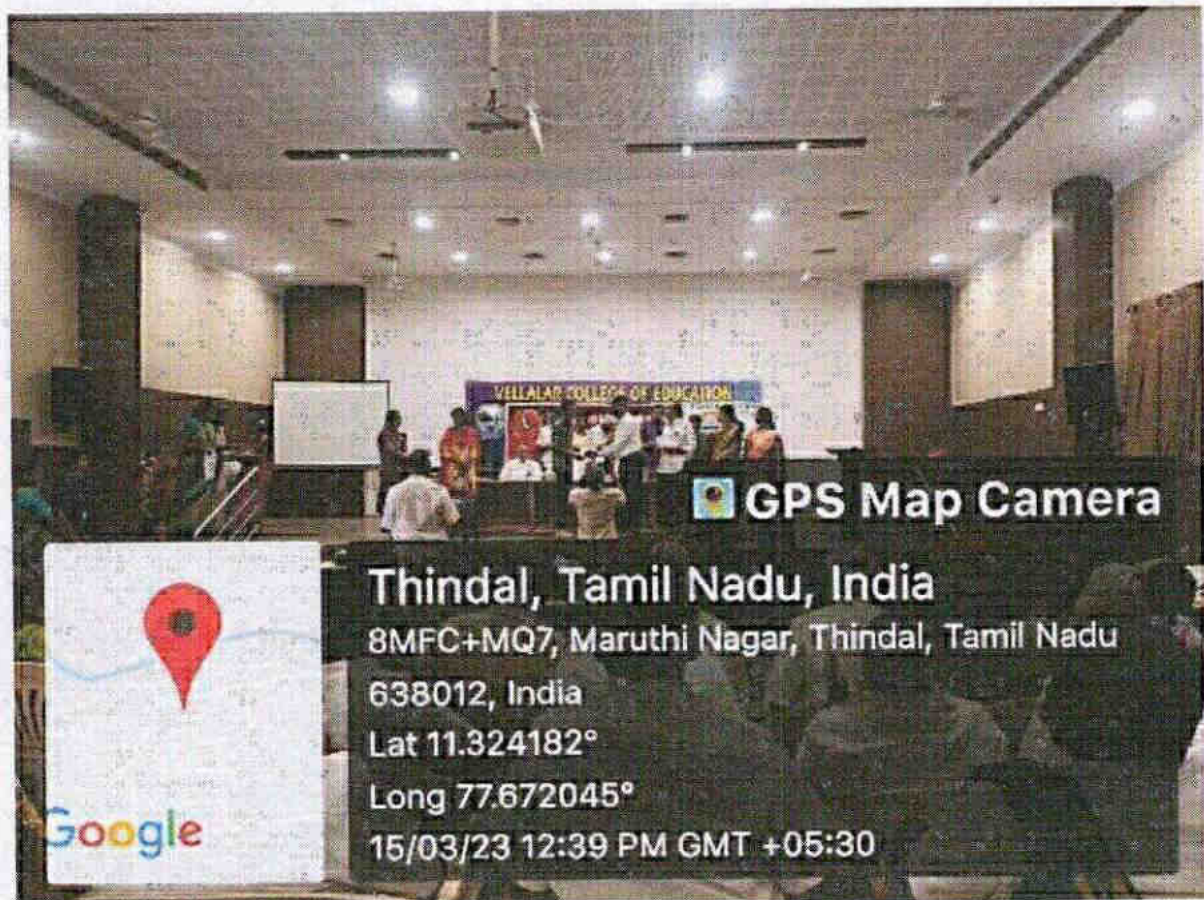 VELLALAR COLLEGE OF EDUCATION
GPS Map Camera
Thindal, Tamil Nadu, India
8MFC+MQ7, Maruthi Nagar, Thindal, Tamil Nadu
638012, India
Lat 11.324182°
Long 77.672045°
15/03/23 12:39 PM GMT +05:30
Google